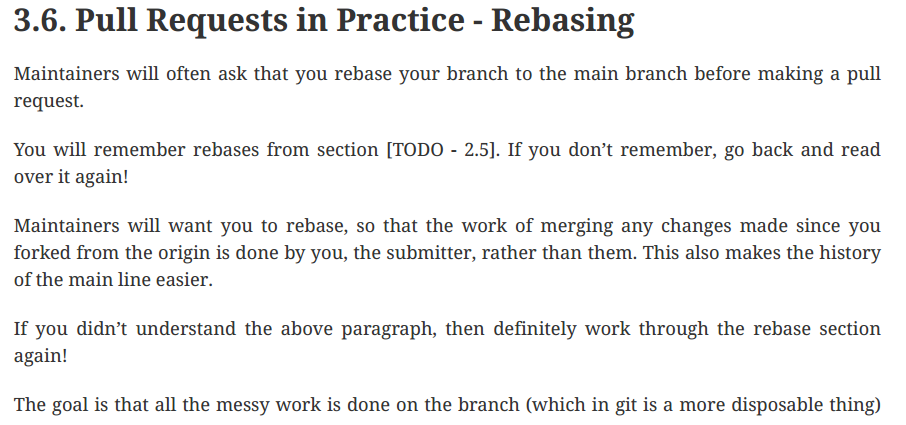 3.6. Pull Requests in Practice - Rebasing
Maintainers will often ask that you rebase your branch to the main branch before making a pull
request.
You will remember rebases from section [TODO - 2.5]. If you don’t remember, go back and read
over it again!
Maintainers will want you to rebase, so that the work of merging any changes made since you
forked from the origin is done by you, the submitter, rather than them. This also makes the history
of the main line easier.
If you didn’t understand the above paragraph, then definitely work through the rebase section
again!
The goal is that all the messy work is done on the branch (which in git is a more disposable thing)